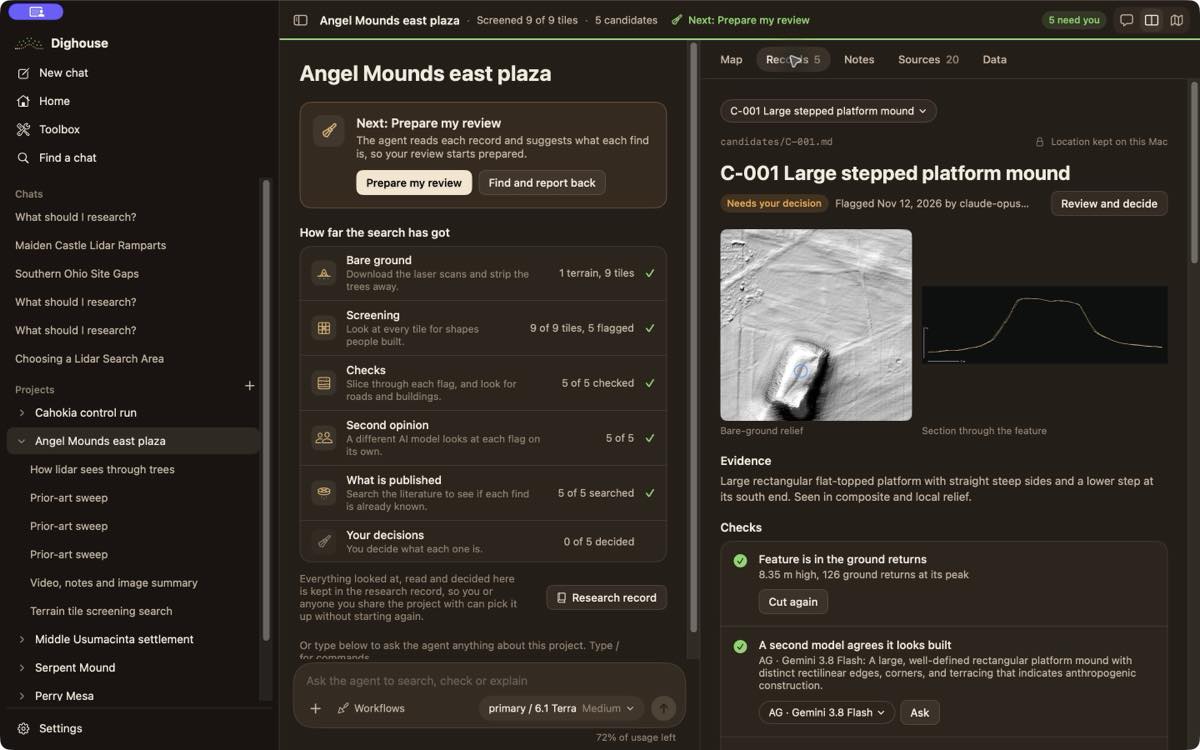 Dighouse
New chat
Home
Toolbox
Find a chat
Chats
What should I research?
Maiden Castle Lidar Ramparts
Southern Ohio Site Gaps
What should I research?
What should I research?
Choosing a Lidar Search Area
Projects
Cahokia control run
Angel Mounds east plaza
How lidar sees through trees
Prior-art sweep
Prior-art sweep
Prior-art sweep
Video, notes and image summary
Terrain tile screening search
Middle Usumacinta settlement
Serpent Mound
Perry Mesa
Settings
Angel Mounds east plaza · Screened 9 of 9 tiles · 5 candidates Next: Prepare my review
5 need you
Angel Mounds east plaza
Next: Prepare my review
The agent reads each record and suggests what each find
is, so your review starts prepared.
Prepare my review Find and report back
How far the search has got
Bare ground
Download the laser scans and strip the
trees away.
1 terrain, 9 tiles
Screening
Look at every tile for shapes
people built.
9 of 9 tiles, 5 flagged
Checks
Slice through each flag, and look for
roads and buildings.
5 of 5 checked
Second opinion
A different AI model looks at each flag on
its own.
5 of 5
What is published
Search the literature to see if each find
is already known.
5 of 5 searched
Your decisions
You decide what each one is.
0 of 5 decided
Everything looked at, read and decided here
is kept in the research record, so you or
anyone you share the project with can pick it
up without starting again.
Research record
Or type below to ask the agent anything about this project. Type /
for commands
Ask the agent to search, check or explain
Workflows
primary / 6.1 Terra Medium
72% of usage left
Map Records 5 Notes Sources 20 Data
C-001 Large stepped platform mound
candidates/C-001.md
Location kept on this Mac
C-001 Large stepped platform mound
Needs your decision Flagged Nov 12, 2026 by claude-opus...
Review and decide
Bare-ground relief
Section through the feature
Evidence
Large rectangular flat-topped platform with straight steep sides and a lower step at
its south end. Seen in composite and local relief.
Checks
Feature is in the ground returns
8.35 m high, 126 ground returns at its peak
Cut again
A second model agrees it looks built
AG · Gemini 3.8 Flash: A large, well-defined rectangular platform mound with
distinct rectilinear edges, corners, and terracing that indicates anthropogenic
construction.
AG · Gemini 3.8 Flash Ask